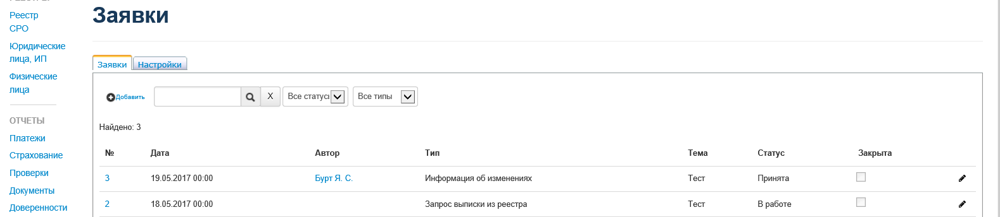 Заявки
Реестр
СРО
Юридические
лица, ИП
Физические
лица
ОТЧЕТЫ
Платежи
Страхование
Проверки
Документы
Доверенности
Заявки Настройки
Добавить X Все статусы Все типы
Найдено: 3
№ Дата Автор Тип Тема Статус Закрыта
3 19.05.2017 00:00 Бурт Я. С. Информация об изменениях Тест Принята
2 18.05.2017 00:00 Запрос выписки из реестра Тест В работе